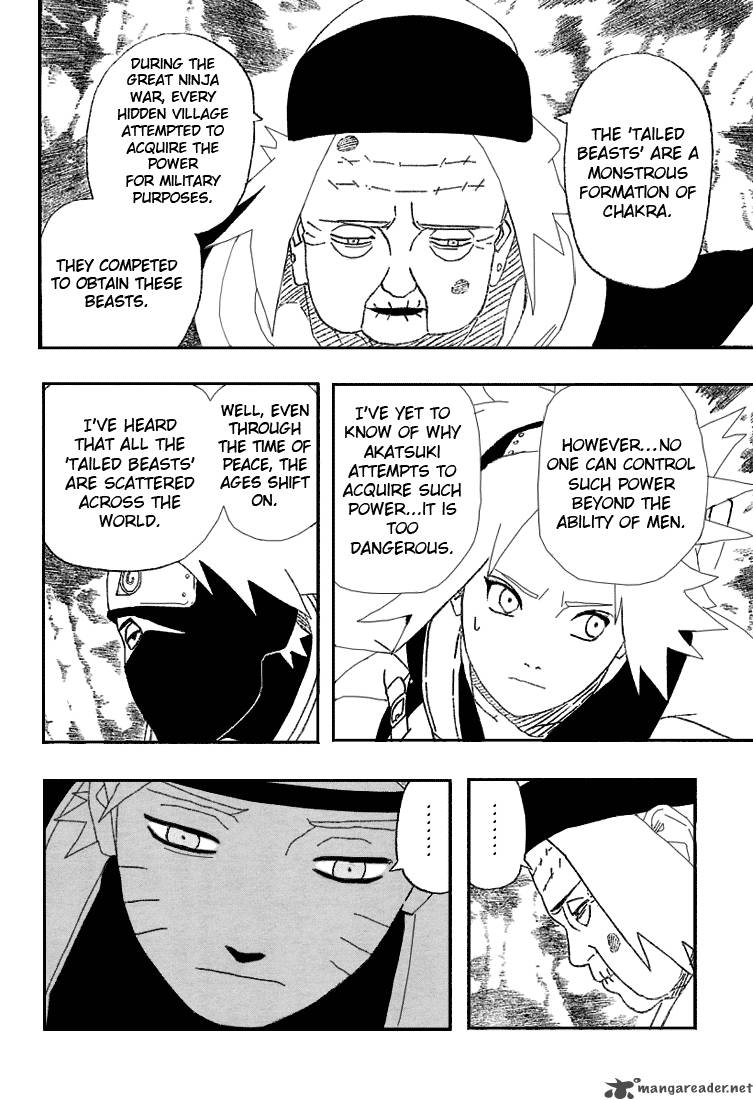 THE 'TAILED
BEASTS' ARE A
MONSTROUS
FORMATION OF
CHAKRA.
DURING THE
GREAT NINJA
WAR, EVERY
HIDDEN VILLAGE
ATTEMPTED TO
ACQUIRE THE
POWER
FOR MILITARY
PURPOSES.
THEY COMPETED
TO OBTAIN THESE
BEASTS.
HOWEVER...NO
ONE CAN CONTROL
SUCH POWER
BEYOND THE
ABILITY OF MEN.
I'VE YET TO
KNOW OF WHY
AKATSUKI
ATTEMPTS TO
ACQUIRE SUCH
POWER...IT IS
TOO
DANGEROUS.
WELL, EVEN
THROUGH
THE TIME OF
PEACE, THE
AGES SHIFT
ON.
I'VE HEARD
THAT ALL THE
'TAILED BEASTS'
ARE SCATTERED
ACROSS THE
WORLD.
......
......
mangareader.net